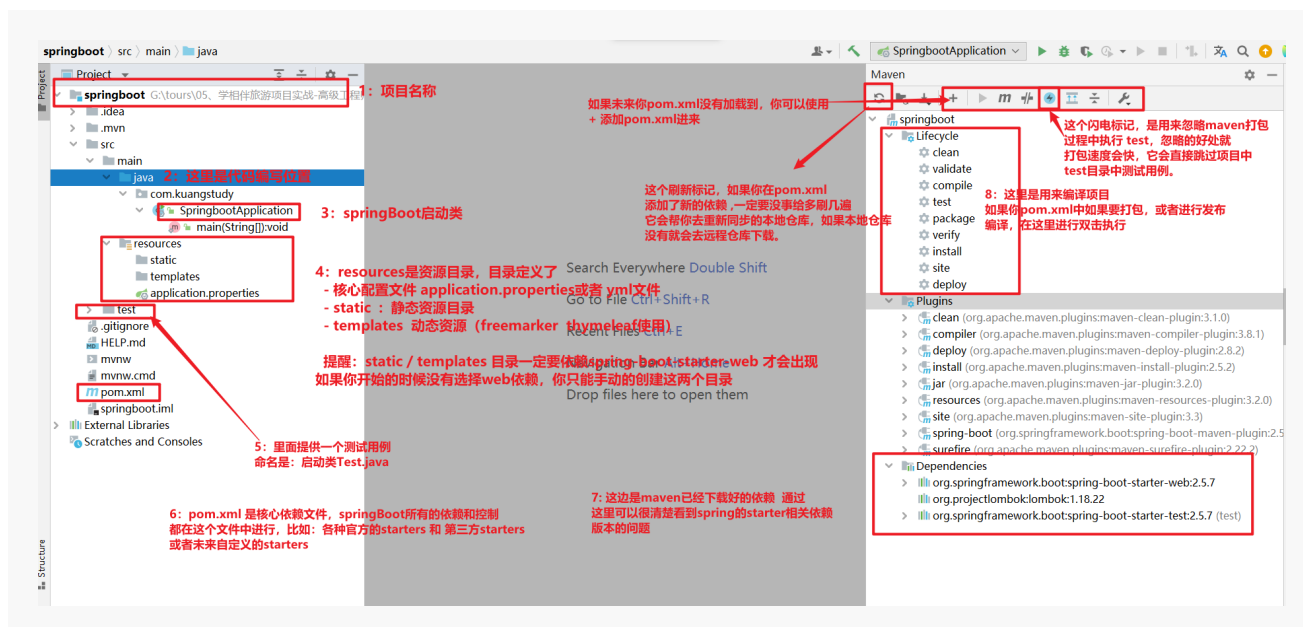 springboot src main java
SpringbootApplication
Project
springboot G:\tours\05、学相伴旅游项目实战-高级工程
1：项目名称
.idea
.mvn
src
main
java
2：这里是代码编写位置
com.kuangstudy
SpringbootApplication
3：springBoot启动类
main(String[]):void
resources
static
templates
application.properties
test
.gitignore
HELP.md
mvnw
mvnw.cmd
pom.xml
springboot.iml
External Libraries
Scratches and Consoles
Project
Structure
4：resources是资源目录，目录定义了
- 核心配置文件 application.properties或者 yml文件
- static ：静态资源目录
- templates 动态资源（freemarker thymeleaf使用）
提醒：static / templates 目录一定要依赖spring-boot-starter-web 才会出现
如果你开始的时候没有选择web依赖，你只能手动的创建这两个目录
Search Everywhere Double Shift
Go to File Ctrl+Shift+R
Recent Files Ctrl+E
Navigation Bar Alt+Home
Drop files here to open them
5：里面提供一个测试用例
命名是：启动类Test.java
6：pom.xml 是核心依赖文件，springBoot所有的依赖和控制
都在这个文件中进行，比如：各种官方的starters 和 第三方starters
或者未来自定义的starters
7: 这边是maven已经下载好的依赖 通过
这里可以很清楚看到spring的starter相关依赖
版本的问题
如果未来你pom.xml没有加载到，你可以使用
+ 添加pom.xml进来
这个刷新标记，如果你在pom.xml
添加了新的依赖 ,一定要没事给多刷几遍
它会帮你去重新同步的本地仓库，如果本地仓库
没有就会去远程仓库下载。
Maven
springboot
Lifecycle
clean
validate
compile
test
package
verify
install
site
deploy
这个闪电标记，是用来忽略maven打包
过程中执行 test，忽略的好处就
打包速度会快，它会直接跳过项目中
test目录中测试用例。
8：这里是用来编译项目
如果你pom.xml中如果要打包，或者进行发布
编译，在这里进行双击执行
Plugins
clean (org.apache.maven.plugins:maven-clean-plugin:3.1.0)
compiler (org.apache.maven.plugins:maven-compiler-plugin:3.8.1)
deploy (org.apache.maven.plugins:maven-deploy-plugin:2.8.2)
install (org.apache.maven.plugins:maven-install-plugin:2.5.2)
jar (org.apache.maven.plugins:maven-jar-plugin:3.2.0)
resources (org.apache.maven.plugins:maven-resources-plugin:3.2.0)
site (org.apache.maven.plugins:maven-site-plugin:3.3)
spring-boot (org.springframework.boot:spring-boot-maven-plugin:2.5
surefire (org.apache.maven.plugins:maven-surefire-plugin:2.22.2)
Dependencies
org.springframework.boot:spring-boot-starter-web:2.5.7
org.projectlombok:lombok:1.18.22
org.springframework.boot:spring-boot-starter-test:2.5.7 (test)